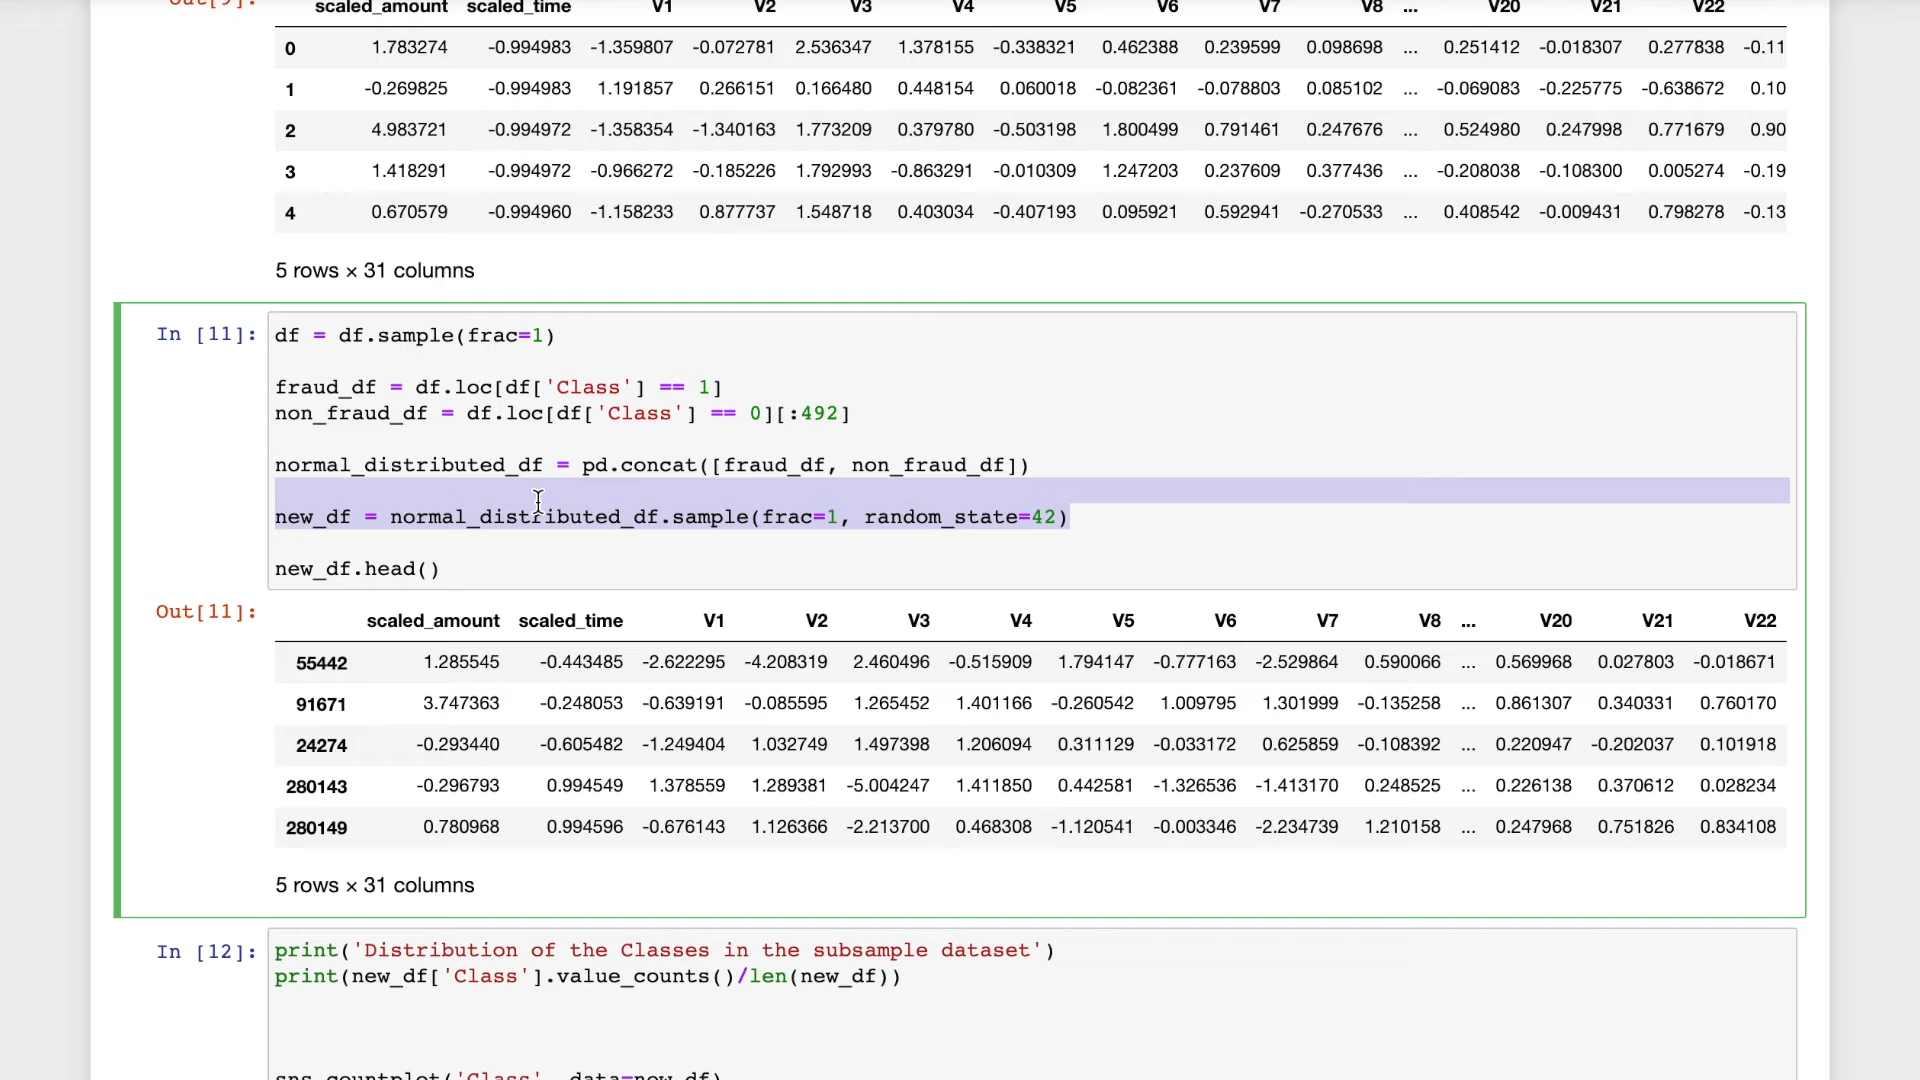 Out[9]:
scaled_amount scaled_time V1 V2 V3 V4 V5 V6 V7 V8 ... V20 V21 V22
0 1.783274 -0.994983 -1.359807 -0.072781 2.536347 1.378155 -0.338321 0.462388 0.239599 0.098698 ... 0.251412 -0.018307 0.277838 -0.11
1 -0.269825 -0.994983 1.191857 0.266151 0.166480 0.448154 0.060018 -0.082361 -0.078803 0.085102 ... -0.069083 -0.225775 -0.638672 0.10
2 4.983721 -0.994972 -1.358354 -1.340163 1.773209 0.379780 -0.503198 1.800499 0.791461 0.247676 ... 0.524980 0.247998 0.771679 0.90
3 1.418291 -0.994972 -0.966272 -0.185226 1.792993 -0.863291 -0.010309 1.247203 0.237609 0.377436 ... -0.208038 -0.108300 0.005274 -0.19
4 0.670579 -0.994960 -1.158233 0.877737 1.548718 0.403034 -0.407193 0.095921 0.592941 -0.270533 ... 0.408542 -0.009431 0.798278 -0.13
5 rows × 31 columns
In [11]:
df = df.sample(frac=1)
fraud_df = df.loc[df['Class'] == 1]
non_fraud_df = df.loc[df['Class'] == 0][:492]
normal_distributed_df = pd.concat([fraud_df, non_fraud_df])
new_df = normal_distributed_df.sample(frac=1, random_state=42)
new_df.head()
Out[11]:
scaled_amount scaled_time V1 V2 V3 V4 V5 V6 V7 V8 ... V20 V21 V22
55442 1.285545 -0.443485 -2.622295 -4.208319 2.460496 -0.515909 1.794147 -0.777163 -2.529864 0.590066 ... 0.569968 0.027803 -0.018671
91671 3.747363 -0.248053 -0.639191 -0.085595 1.265452 1.401166 -0.260542 1.009795 1.301999 -0.135258 ... 0.861307 0.340331 0.760170
24274 -0.293440 -0.605482 -1.249404 1.032749 1.497398 1.206094 0.311129 -0.033172 0.625859 -0.108392 ... 0.220947 -0.202037 0.101918
280143 -0.296793 0.994549 1.378559 1.289381 -5.004247 1.411850 0.442581 -1.326536 -1.413170 0.248525 ... 0.226138 0.370612 0.028234
280149 0.780968 0.994596 -0.676143 1.126366 -2.213700 0.468308 -1.120541 -0.003346 -2.234739 1.210158 ... 0.247968 0.751826 0.834108
5 rows × 31 columns
In [12]:
print('Distribution of the Classes in the subsample dataset')
print(new_df['Class'].value_counts()/len(new_df))
sns.countplot('Class', data=new_df)